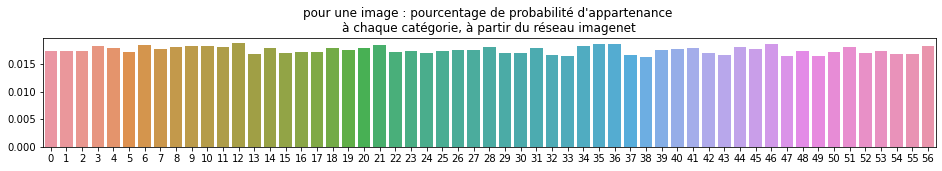 pour une image : pourcentage de probabilité d'appartenance
à chaque catégorie, à partir du réseau imagenet
0.015
0.010
0.005
0.000
0 1 2 3 4 5 6 7 8 9 10 11 12 13 14 15 16 17 18 19 20 21 22 23 24 25 26 27 28 29 30 31 32 33 34 35 36 37 38 39 40 41 42 43 44 45 46 47 48 49 50 51 52 53 54 55 56